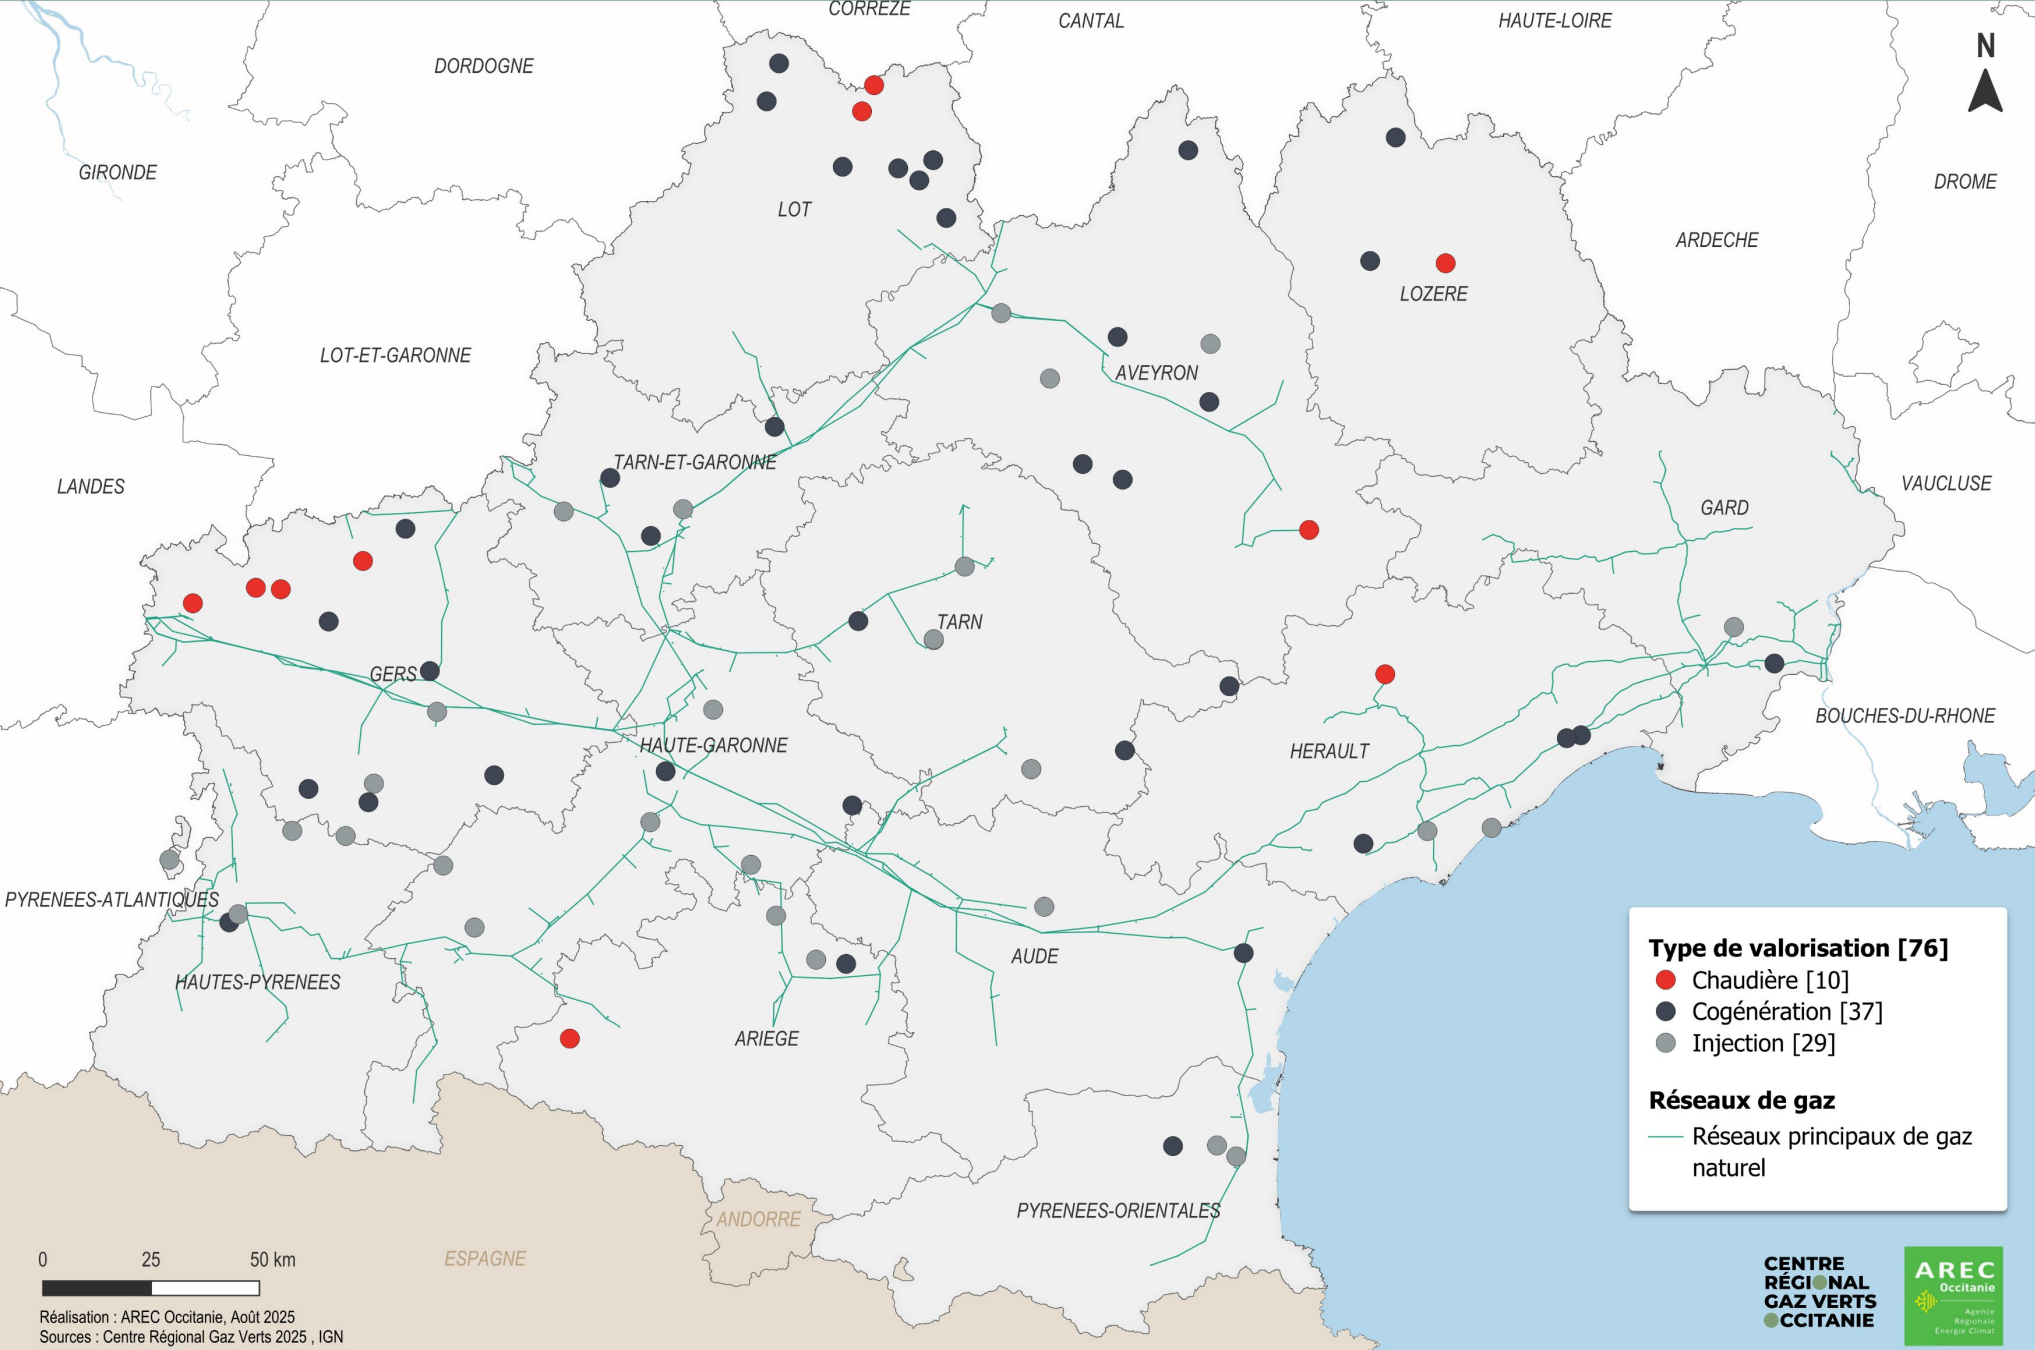 CORREZE
CANTAL
HAUTE-LOIRE
DORDOGNE
N
GIRONDE
DROME
LOT
ARDECHE
LOZERE
LOT-ET-GARONNE
AVEYRON
TARN-ET-GARONNE
LANDES
VAUCLUSE
GARD
TARN
GERS
BOUCHES-DU-RHONE
HAUTE-GARONNE
HERAULT
PYRENEES-ATLANTIQUES
AUDE
HAUTES-PYRENEES
ARIEGE
PYRENEES-ORIENTALES
ANDORRE
ESPAGNE
Type de valorisation [76]
Chaudière [10]
Cogénération [37]
Injection [29]
Réseaux de gaz
Réseaux principaux de gaz
naturel
0 25 50 km
Réalisation : AREC Occitanie, Août 2025
Sources : Centre Régional Gaz Verts 2025 , IGN
CENTRE
RÉGIONAL
GAZ VERTS
OCCITANIE
AREC
Occitanie
Agence
Régionale
Énergie Climat